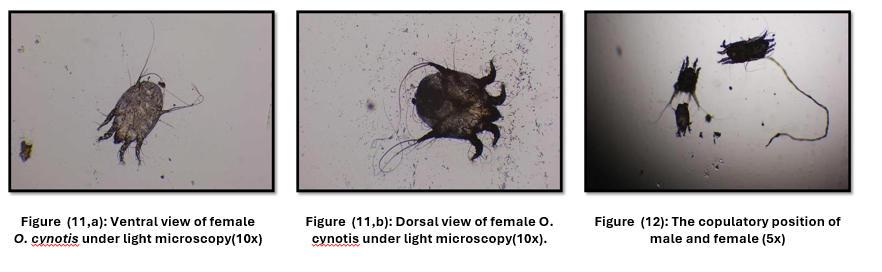 Figure (11,a): Ventral view of female
O. cynotis under light microscopy(10x)
Figure (11,b): Dorsal view of female O.
cynotis under light microscopy(10x).
Figure (12): The copulatory position of
male and female (5x)